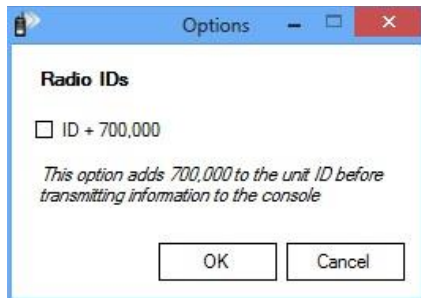 Options
Radio IDs
ID + 700,000
This option adds 700,000 to the unit ID before
transmitting information to the console
OK Cancel